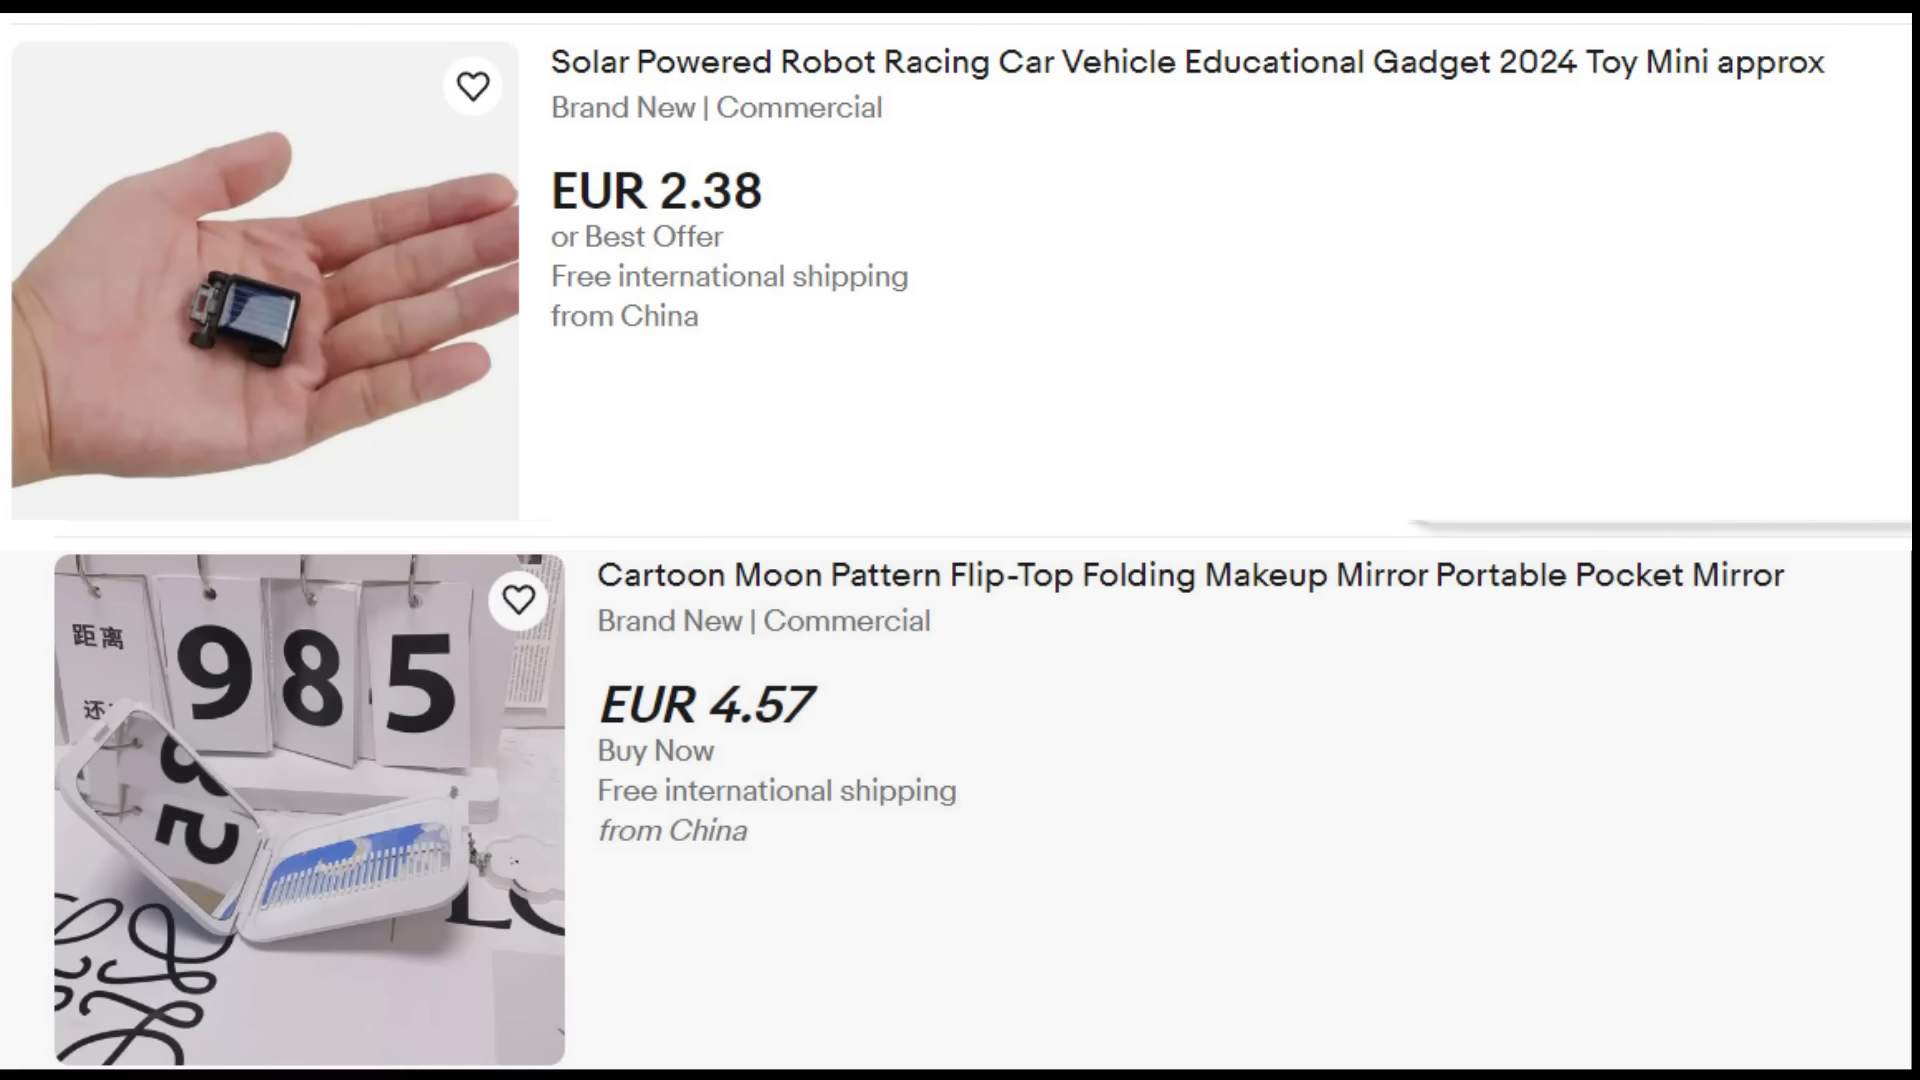 Solar Powered Robot Racing Car Vehicle Educational Gadget 2024 Toy Mini approx
Brand New | Commercial
EUR 2.38
or Best Offer
Free international shipping
from China
Cartoon Moon Pattern Flip-Top Folding Makeup Mirror Portable Pocket Mirror
Brand New | Commercial
EUR 4.57
Buy Now
Free international shipping
from China
距离
985
还